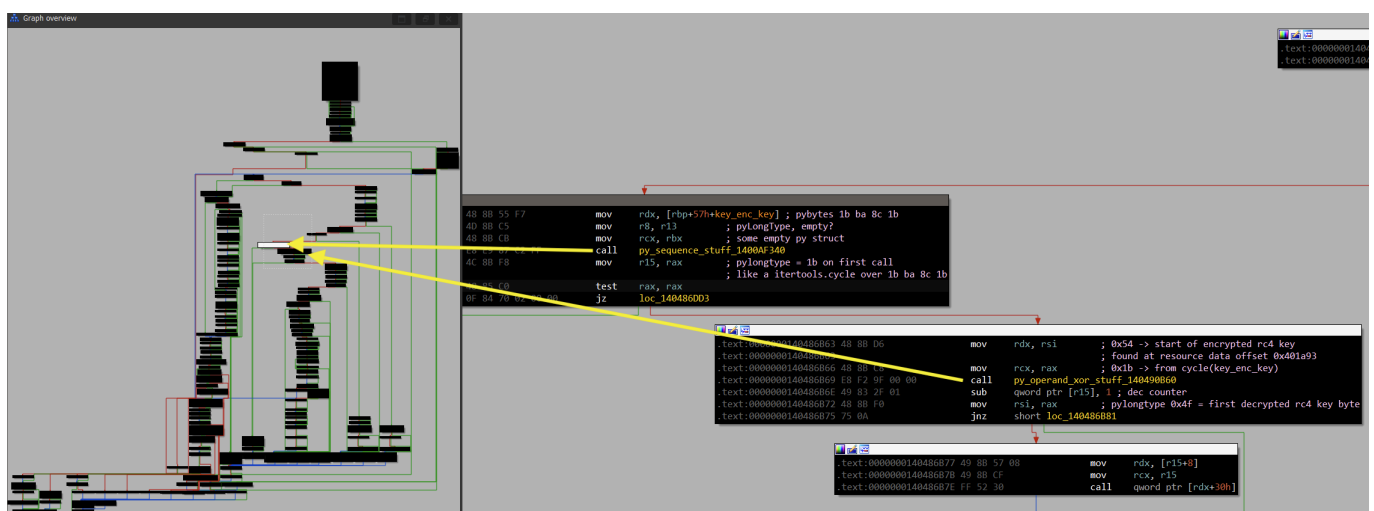 Graph overview
.text:00000001404
.text:00000001404
48 8B 55 F7 mov rdx, [rbp+57h+key_enc_key] ; pybytes 1b ba 8c 1b
4D 8B C5 mov r8, r13 ; pyLongType, empty?
48 8B CB mov rcx, rbx ; some empty py struct
call py_sequence_stuff_1400AF340
4C 8B F8 mov r15, rax ; pylongtype = 1b on first call
; like a itertools.cycle over 1b ba 8c 1b
test rax, rax
0F 84 70 02 00 00 jz loc_140486DD3
.text:0000000140486B63 48 8B D6 mov rdx, rsi ; 0x54 -> start of encrypted rc4 key
; found at resource data offset 0x401a93
.text:0000000140486B66 48 8B C8 mov rcx, rax ; 0x1b -> from cycle(key_enc_key)
.text:0000000140486B69 E8 F2 9F 00 00 call py_operand_xor_stuff_140490B60
.text:0000000140486B6E 49 83 2F 01 sub qword ptr [r15], 1 ; dec counter
.text:0000000140486B72 48 8B F0 mov rsi, rax ; pylongtype 0x4f = first decrypted rc4 key byte
.text:0000000140486B75 75 0A jnz short loc_140486B81
.text:0000000140486B77 49 8B 57 08 mov rdx, [r15+8]
.text:0000000140486B7B 49 8B CF mov rcx, r15
.text:0000000140486B7E FF 52 30 call qword ptr [rdx+30h]